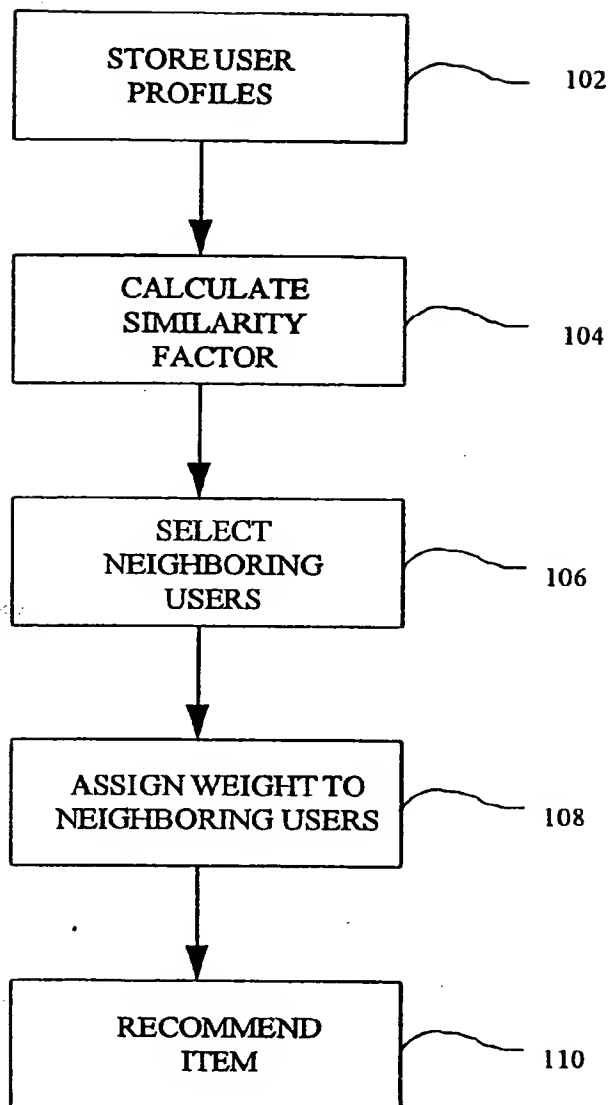 STORE USER
PROFILES
102
CALCULATE
SIMILARITY
FACTOR
104
SELECT
NEIGHBORING
USERS
106
ASSIGN WEIGHT TO
NEIGHBORING USERS
108
RECOMMEND
ITEM
110